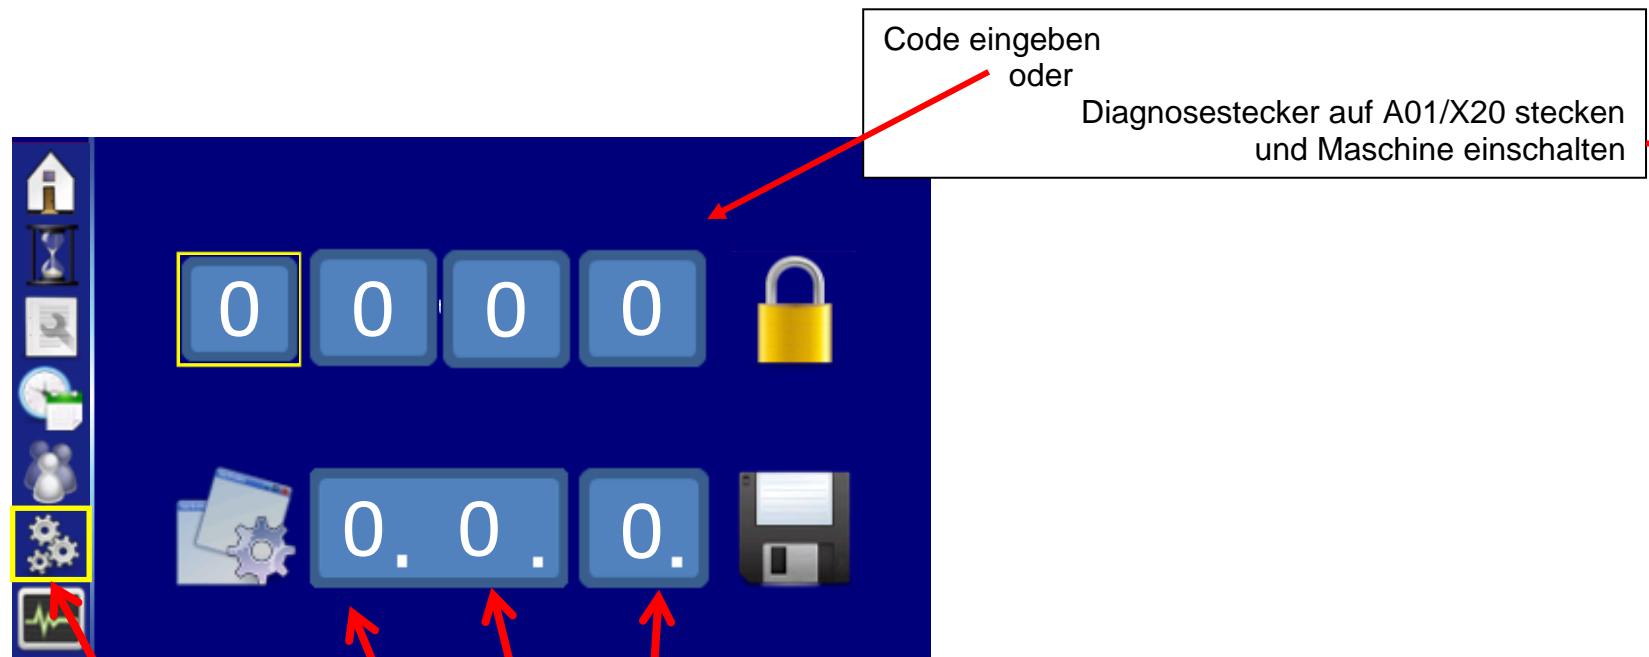 Code eingeben
oder
Diagnosestecker auf A01/X20 stecken
und Maschine einschalten
0 0 0 0
0. 0. 0.